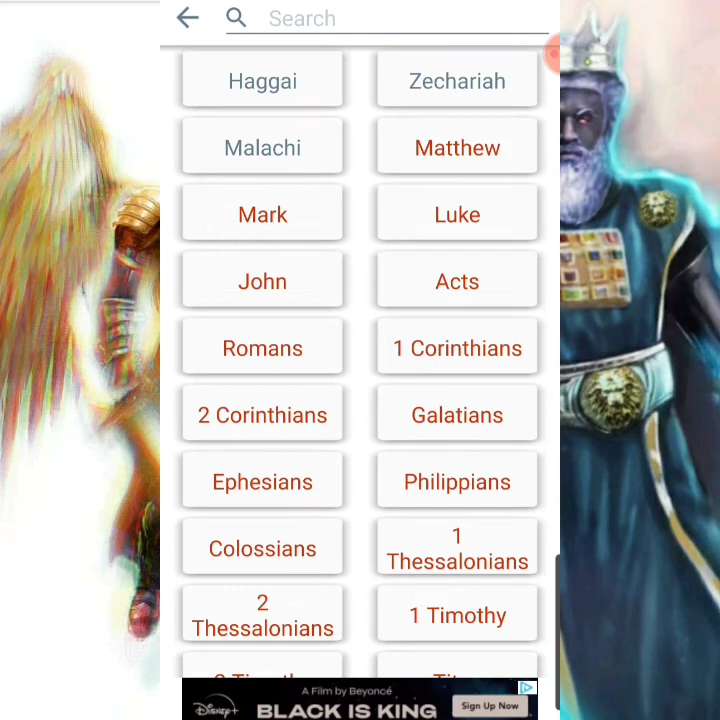 Search
Haggai
Zechariah
Malachi
Matthew
Mark
Luke
John
Acts
Romans
1 Corinthians
2 Corinthians
Galatians
Ephesians
Philippians
Colossians
1
Thessalonians
2
Thessalonians
1 Timothy
Disney+
A Film by Beyoncé
BLACK IS KING
Sign Up Now